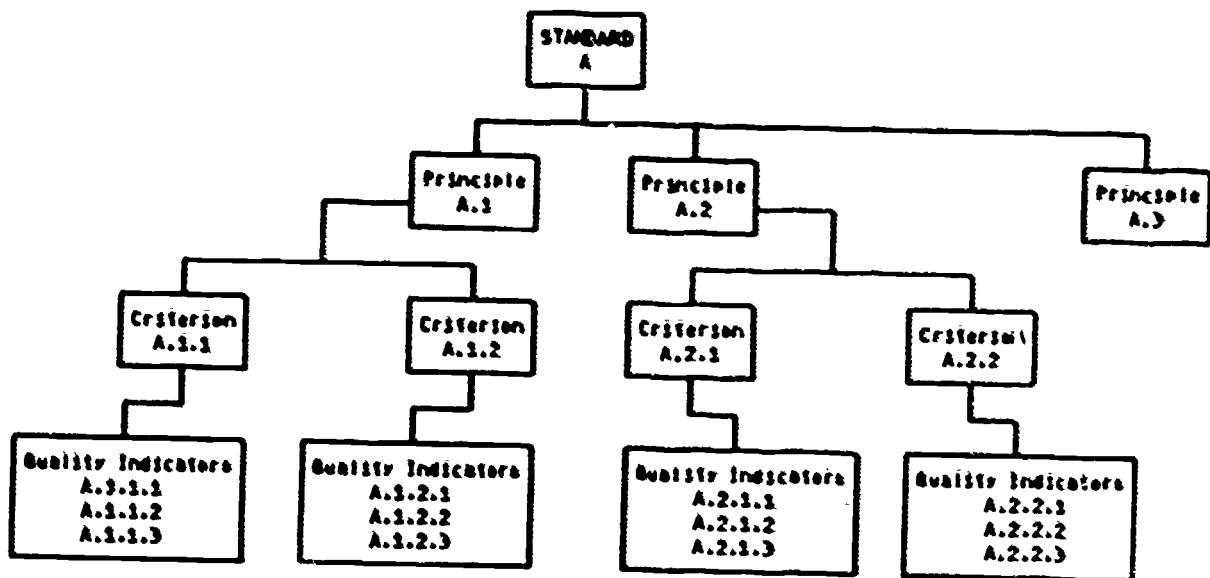 STANDARD
A
Principle
A.1
Principle
A.2
Principle
A.3
Criterion
A.1.1
Criterion
A.1.2
Criterion
A.2.1
Criterion
A.2.2
Quality Indicators
A.1.1.1
A.1.1.2
A.1.1.3
Quality Indicators
A.1.2.1
A.1.2.2
A.1.2.3
Quality Indicators
A.2.1.1
A.2.1.2
A.2.1.3
Quality Indicators
A.2.2.1
A.2.2.2
A.2.2.3